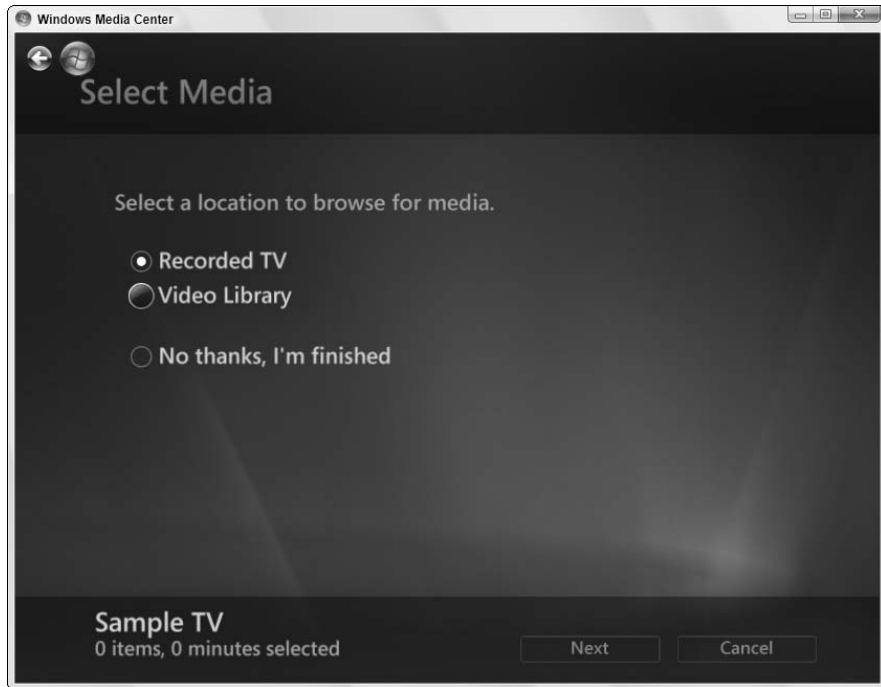 Windows Media Center
Select Media
Select a location to browse for media.
Recorded TV
Video Library
No thanks, I'm finished
Sample TV
0 items, 0 minutes selected
Next
Cancel